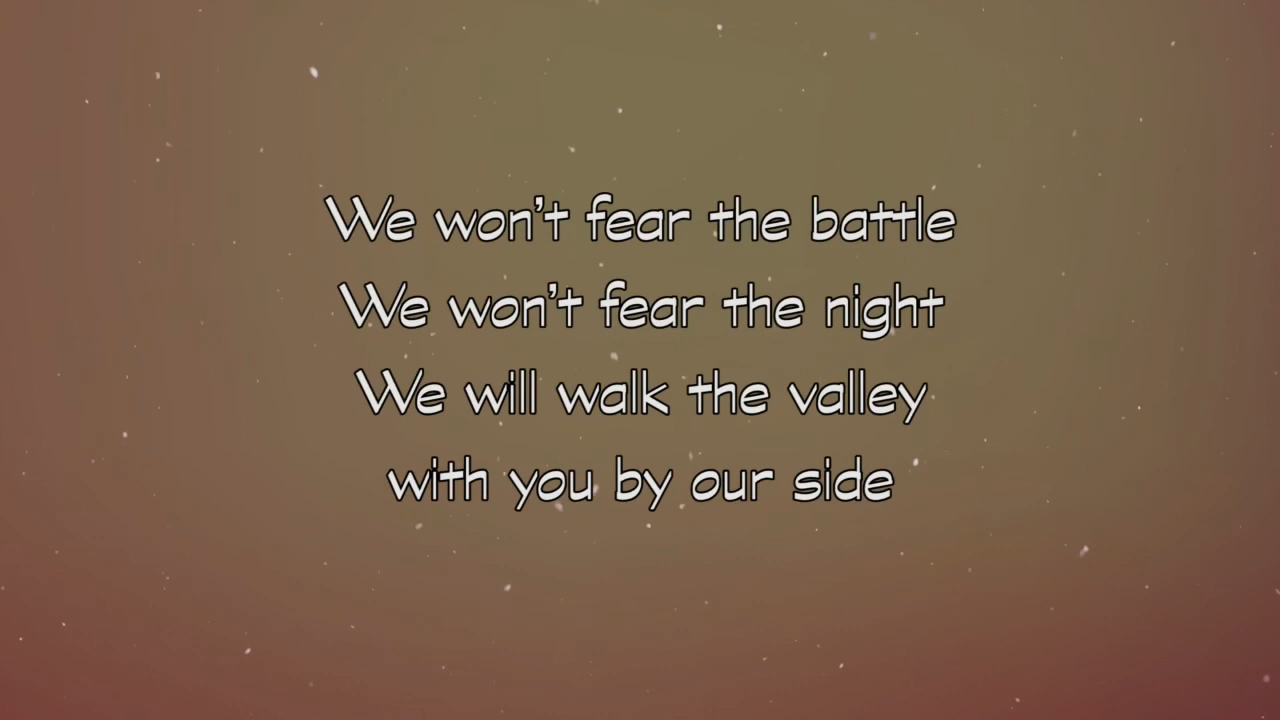 We won't fear the battle
We won't fear the night
We will walk the valley
with you by our side